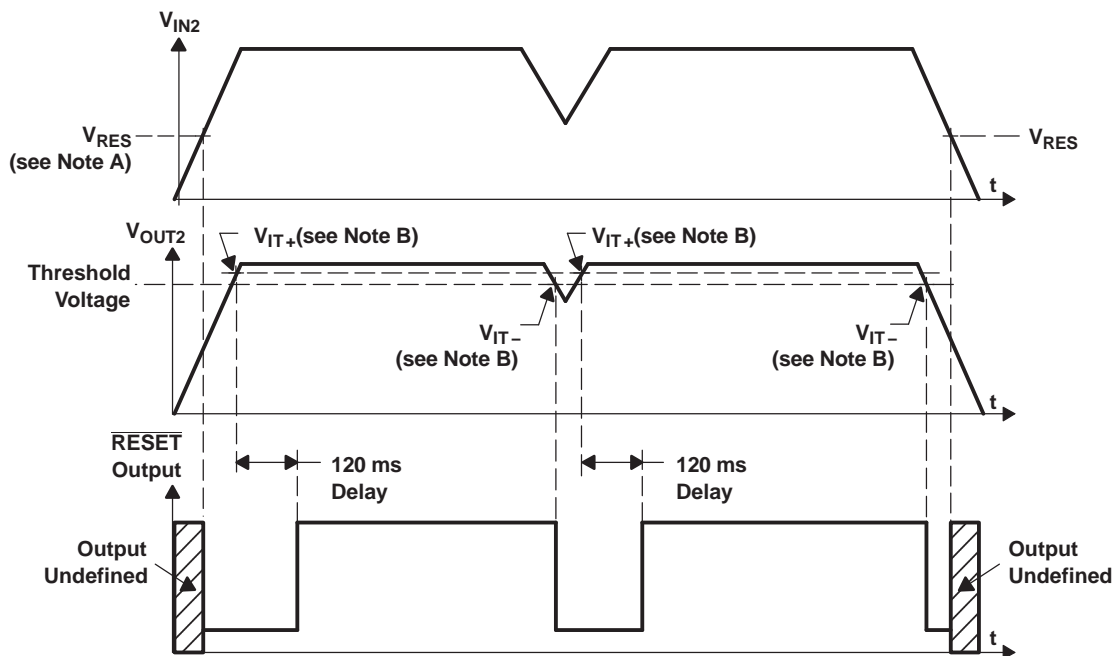 VIN2
VRES
(see Note A)
VRES
t
VOUT2
VIT+(see Note B)
VIT+(see Note B)
Threshold
Voltage
VIT−
(see Note B)
VIT−
(see Note B)
t
RESET
Output
120 ms
Delay
120 ms
Delay
Output
Undefined
Output
Undefined
t